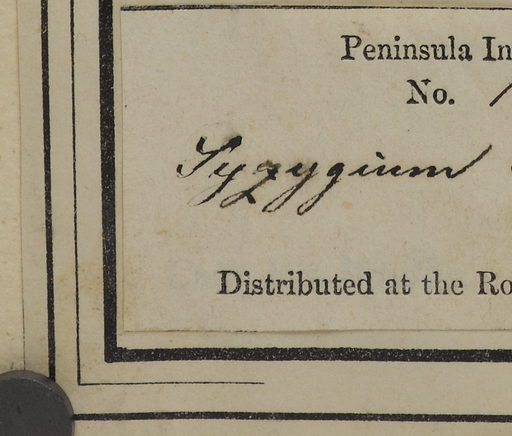 Peninsula In
No.
Syzygium
Distributed at the Ro